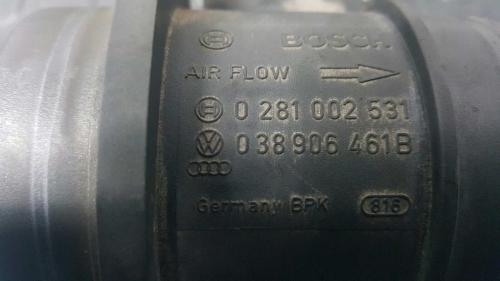 BOSCH
AIR FLOW
0 281 002 531
038 906 461B
Germany BPK 816